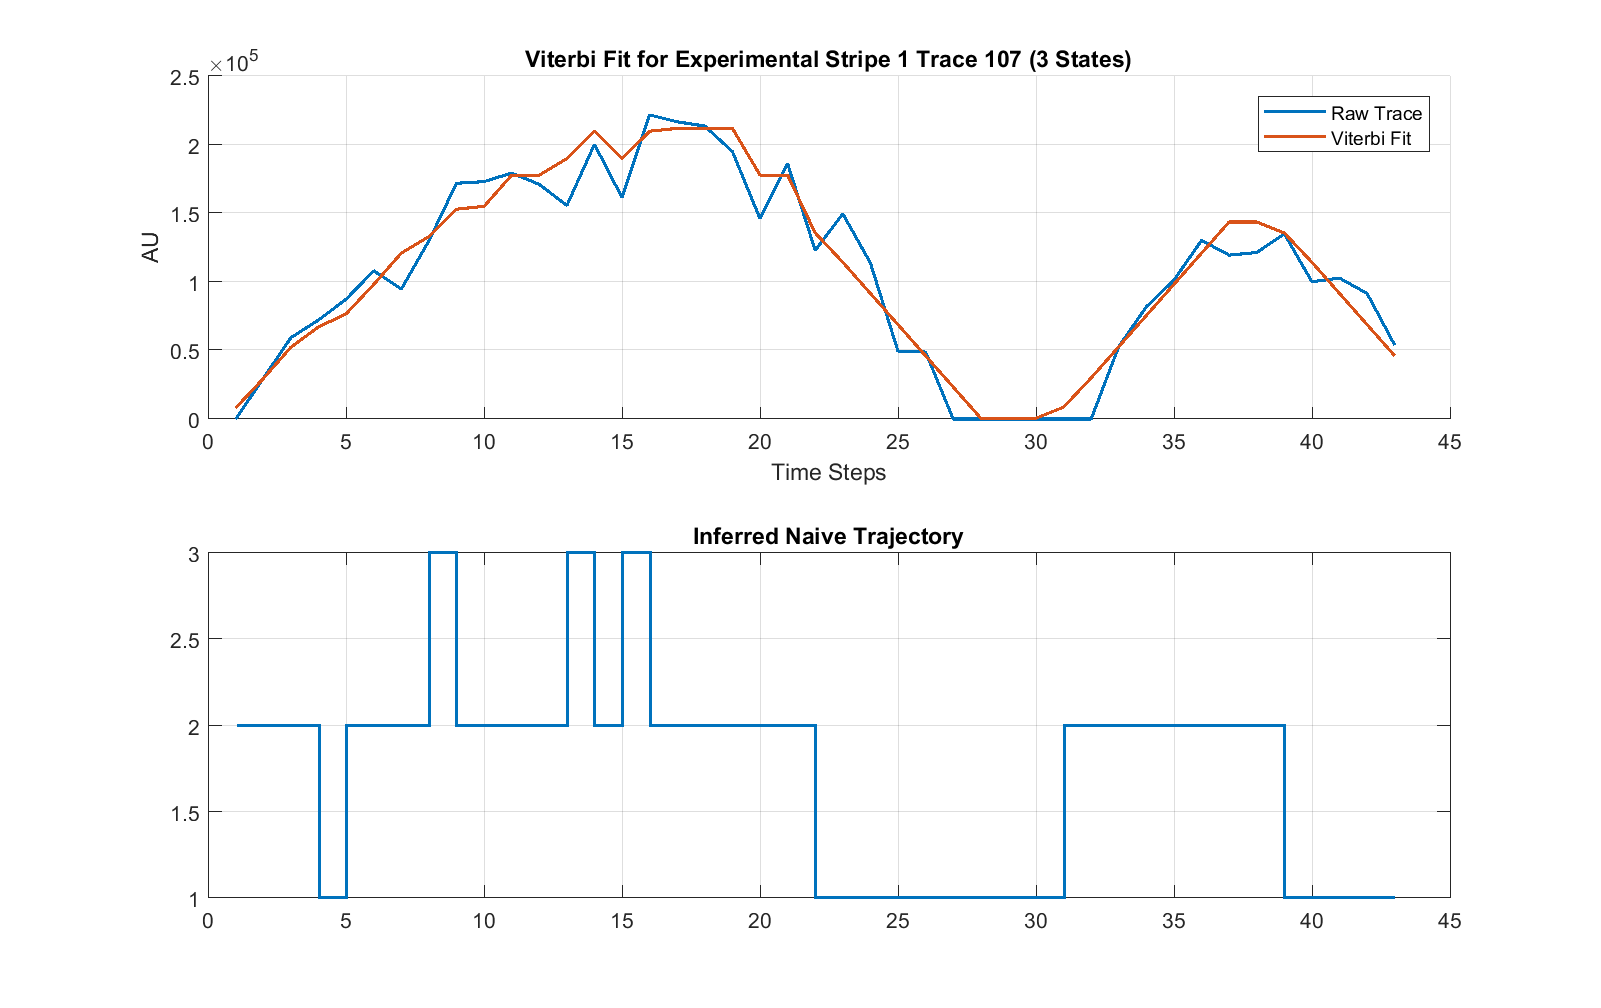 Viterbi Fit for Experimental Stripe 1 Trace 107 (3 States)
×10^5
2.5
2
1.5
1
0.5
0
AU
Raw Trace
Viterbi Fit
0 5 10 15 20 25 30 35 40 45
Time Steps
Inferred Naive Trajectory
3
2.5
2
1.5
1
0 5 10 15 20 25 30 35 40 45